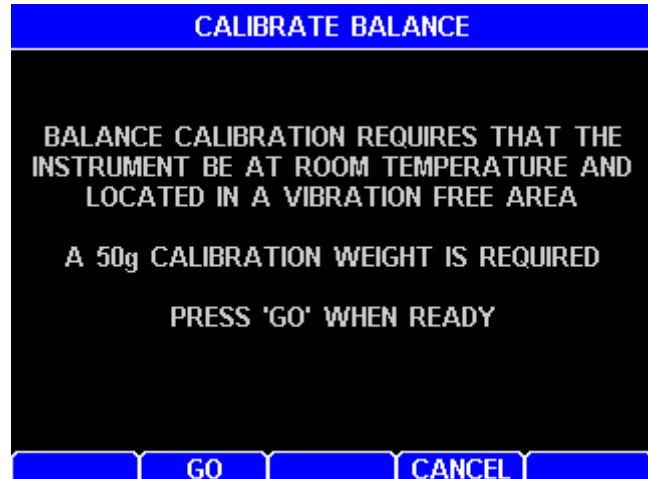 CALIBRATE BALANCE
BALANCE CALIBRATION REQUIRES THAT THE
INSTRUMENT BE AT ROOM TEMPERATURE AND
LOCATED IN A VIBRATION FREE AREA
A 50g CALIBRATION WEIGHT IS REQUIRED
PRESS 'GO' WHEN READY
GO CANCEL